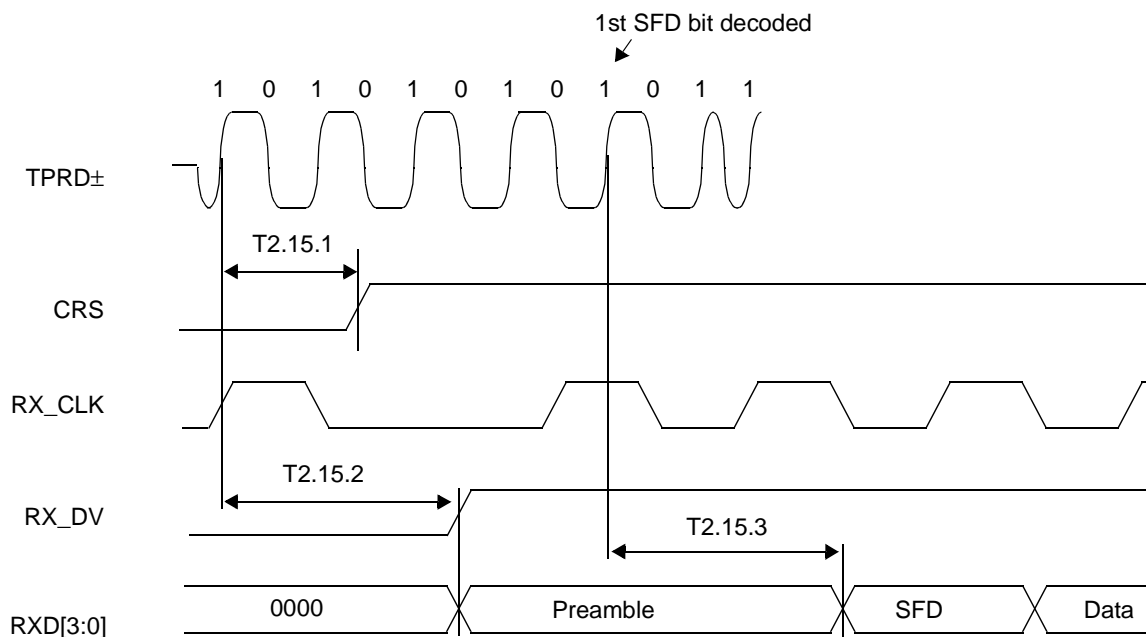 1st SFD bit decoded
1 0 1 0 1 0 1 0 1 0 1 1
TPRD±
T2.15.1
CRS
RX_CLK
T2.15.2
RX_DV
T2.15.3
RXD[3:0]
0000 Preamble SFD Data